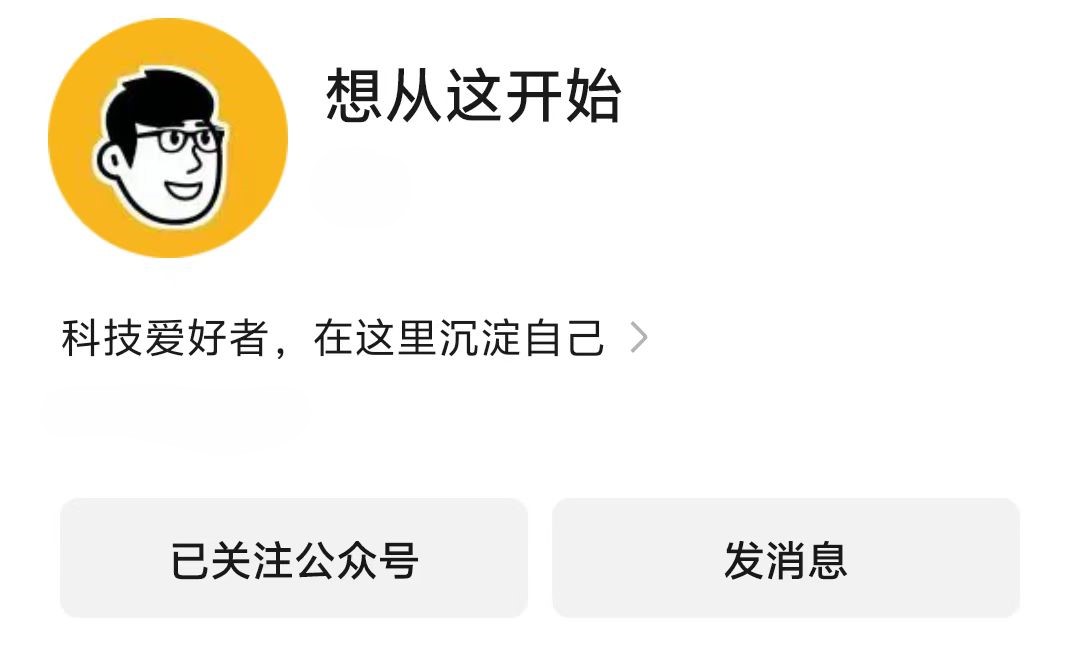 想从这开始
科技爱好者，在这里沉淀自己
已关注公众号
发消息